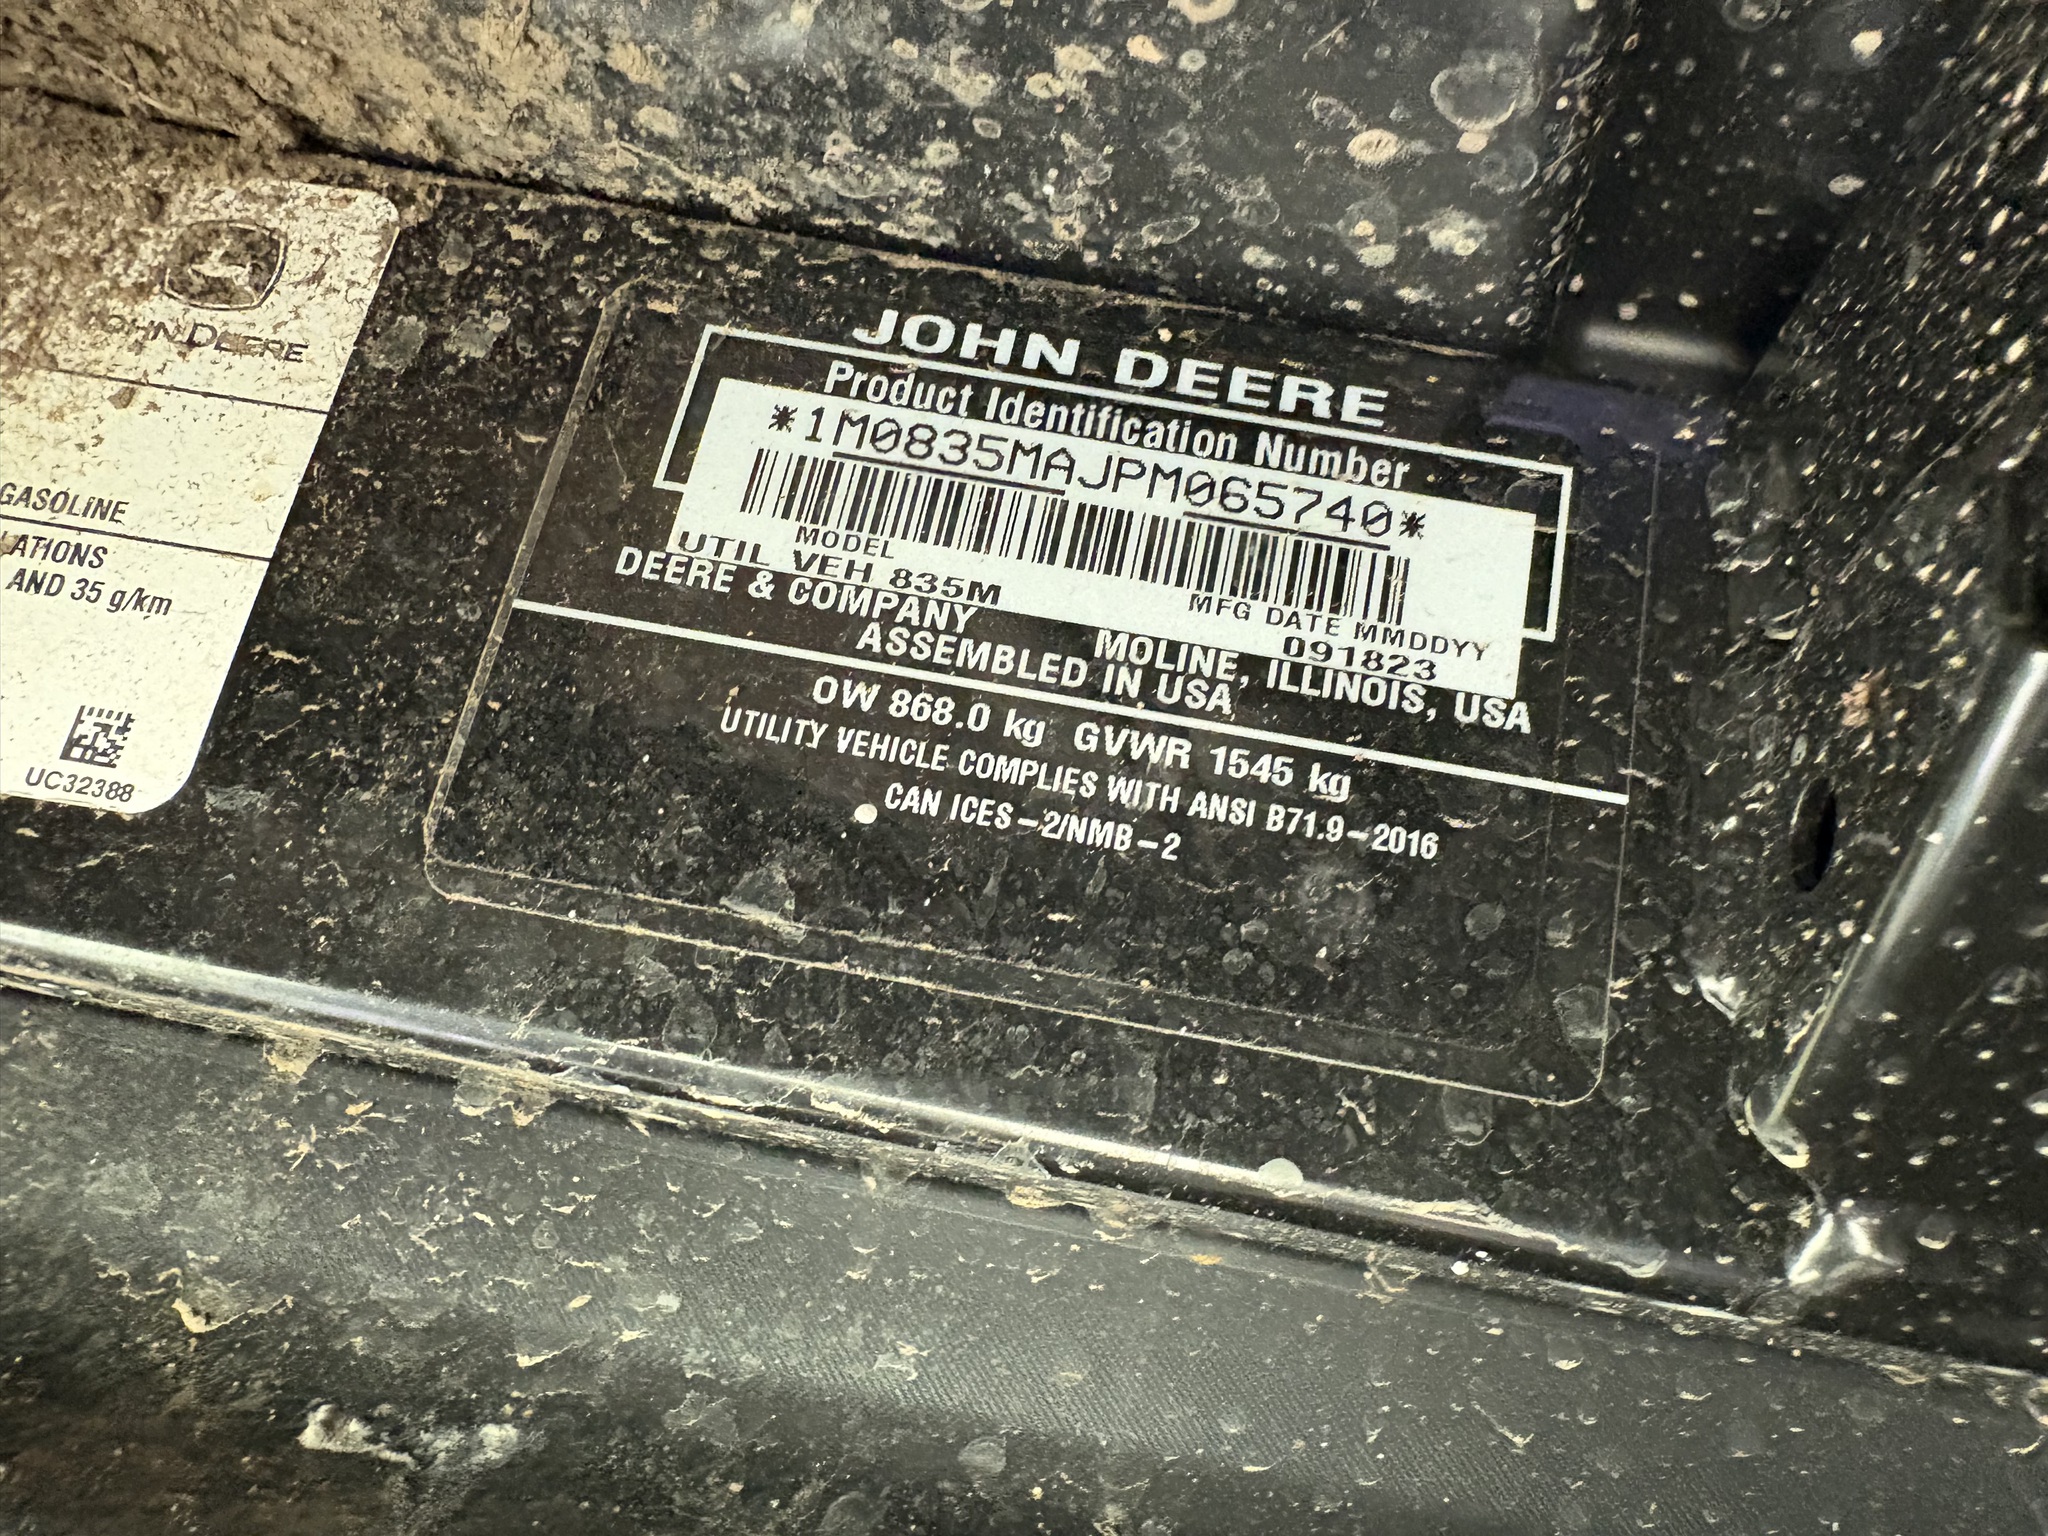 JOHN DEERE
GASOLINE
AND 35 g/km
UC32388
JOHN DEERE
Product Identification Number
*1M0835MAJPM065740*
MODEL
UTIL VEH 835M
MFG DATE MMDDYY
091823
DEERE & COMPANY
MOLINE, ILLINOIS, USA
ASSEMBLED IN USA
OW 868.0 kg GVWR 1545 kg
UTILITY VEHICLE COMPLIES WITH ANSI B71.9-2016
CAN ICES-2/NMB-2